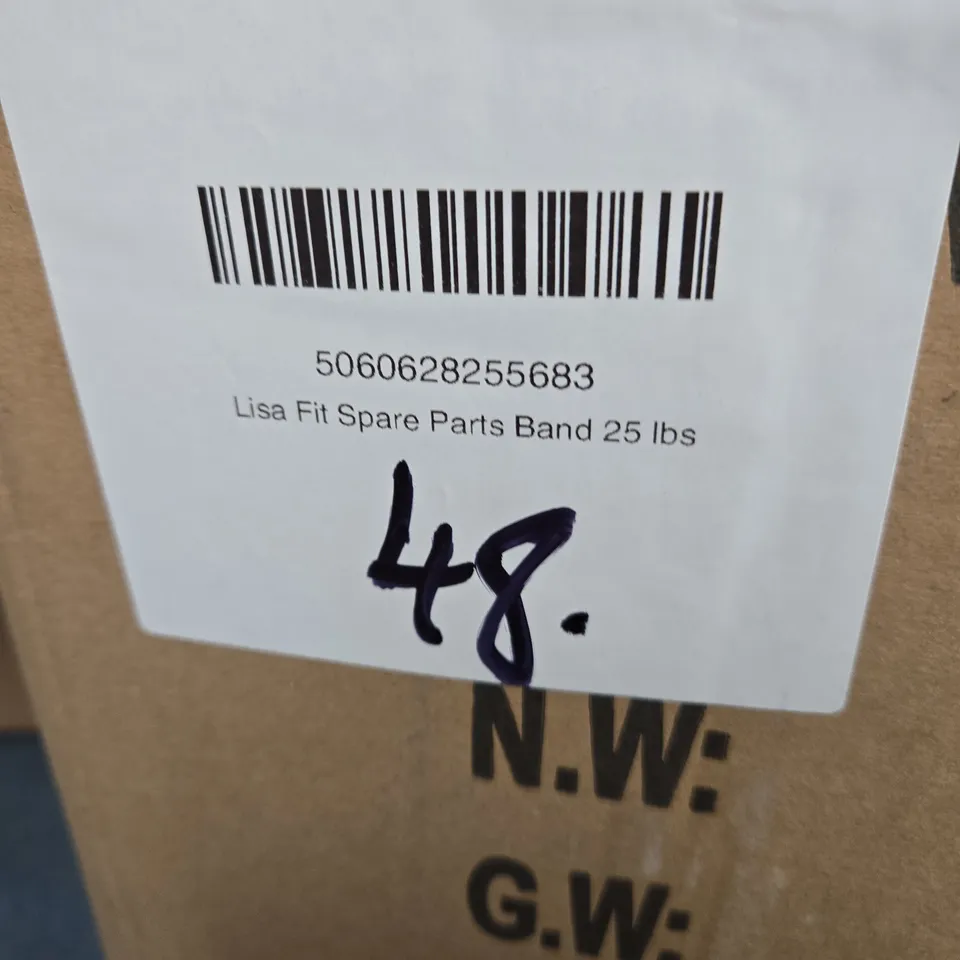 5060628255683
Lisa Fit Spare Parts Band 25 lbs
48.
N.W:
G.W: